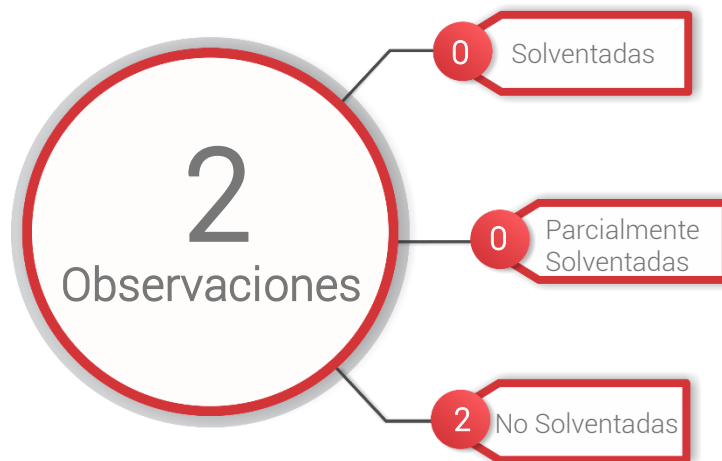 2
Observaciones
0
Solventadas
0
Parcialmente
Solventadas
2
No Solventadas